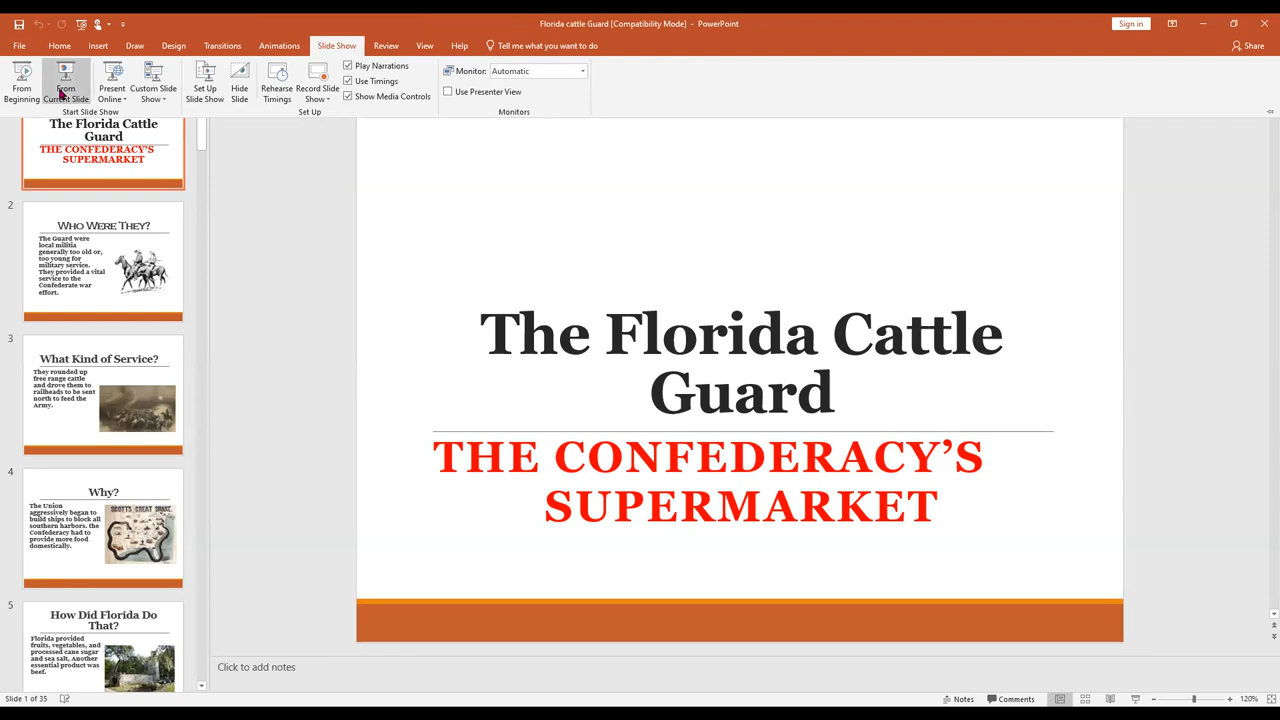 Florida cattle Guard [Compatibility Mode] - PowerPoint
Sign in
File Home Insert Draw Design Transitions Animations Slide Show Review View Help Tell me what you want to do
Share
From Beginning
From Current Slide
Present Online
Custom Slide Show
Set Up Slide Show
Hide Slide
Rehearse Timings
Record Slide Show
Play Narrations
Use Timings
Show Media Controls
Monitor: Automatic
Use Presenter View
Start Slide Show
Set Up
Monitors
The Florida Cattle
Guard
THE CONFEDERACY'S
SUPERMARKET
2
WHO WERE THEY?
The Guard were
local militia
generally too old or,
too young for
military service.
They provided a vital
service to the
Confederate war
effort.
3
What Kind of Service?
They rounded up
free range cattle
and drove them to
railheads to be sent
north to feed the
Army.
4
Why?
The Union
aggressively began to
build ships to block all
southern harbors. the
Confederacy had to
provide more food
domestically.
SCOTT'S GREAT SNAKE.
5
How Did Florida Do
That?
Florida provided
fruits, vegetables, and
processed cane sugar
and sea salt, Another
essential product was
beef.
The Florida Cattle
Guard
THE CONFEDERACY'S
SUPERMARKET
Click to add notes
Slide 1 of 35
Notes
Comments
120%